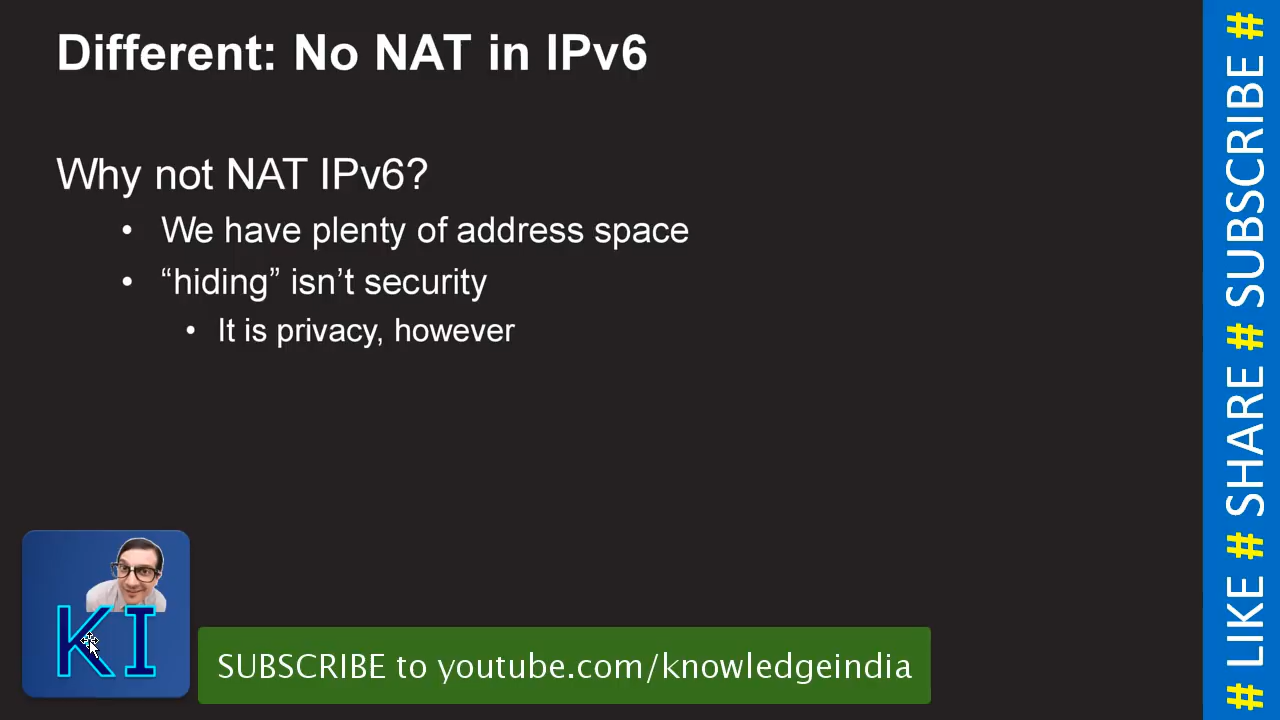 Different: No NAT in IPv6
Why not NAT IPv6?
• We have plenty of address space
• “hiding” isn’t security
• It is privacy, however
KI
SUBSCRIBE to youtube.com/knowledgeindia
# LIKE # SHARE # SUBSCRIBE #